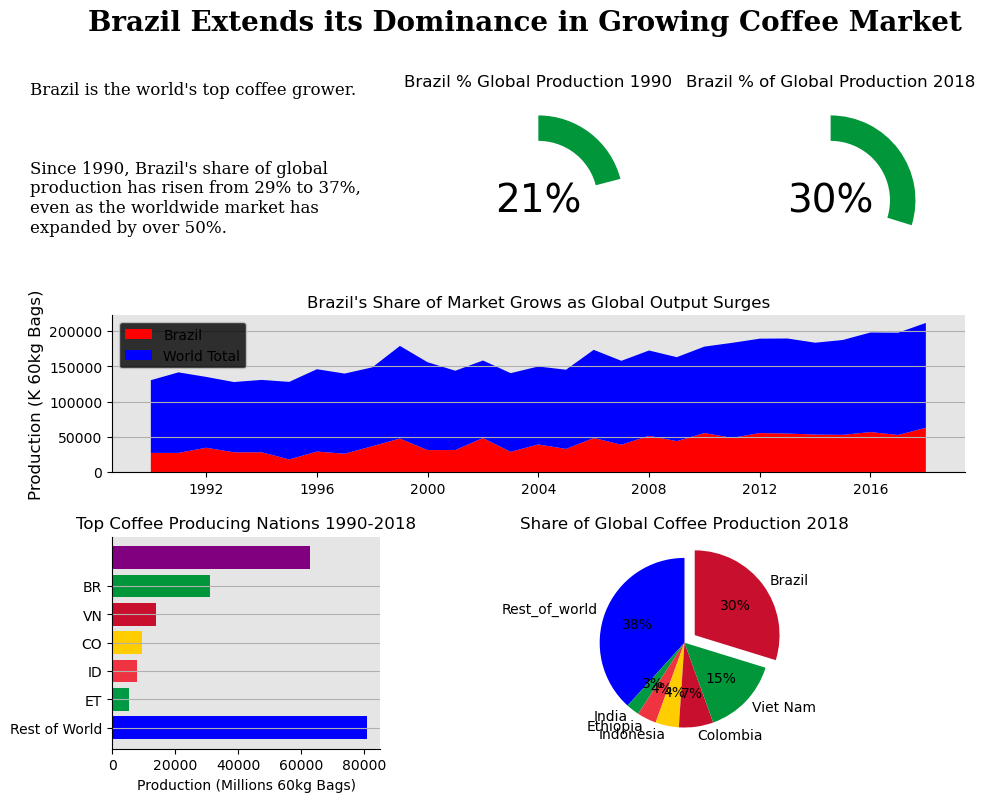 Brazil Extends its Dominance in Growing Coffee Market
Brazil is the world's top coffee grower.
Since 1990, Brazil's share of global
production has risen from 29% to 37%,
even as the worldwide market has
expanded by over 50%.
Brazil % Global Production 1990
21%
Brazil % of Global Production 2018
30%
Brazil's Share of Market Grows as Global Output Surges
Production (K 60kg Bags)
200000
150000
100000
50000
0
Brazil
World Total
1992 1996 2000 2004 2008 2012 2016
Top Coffee Producing Nations 1990-2018
BR
VN
CO
ID
ET
Rest of World
0 20000 40000 60000 80000
Production (Millions 60kg Bags)
Share of Global Coffee Production 2018
Brazil
30%
Rest_of_world
38%
15%
Viet Nam
3%
4%
4%
7%
India
Ethiopia
Indonesia
Colombia